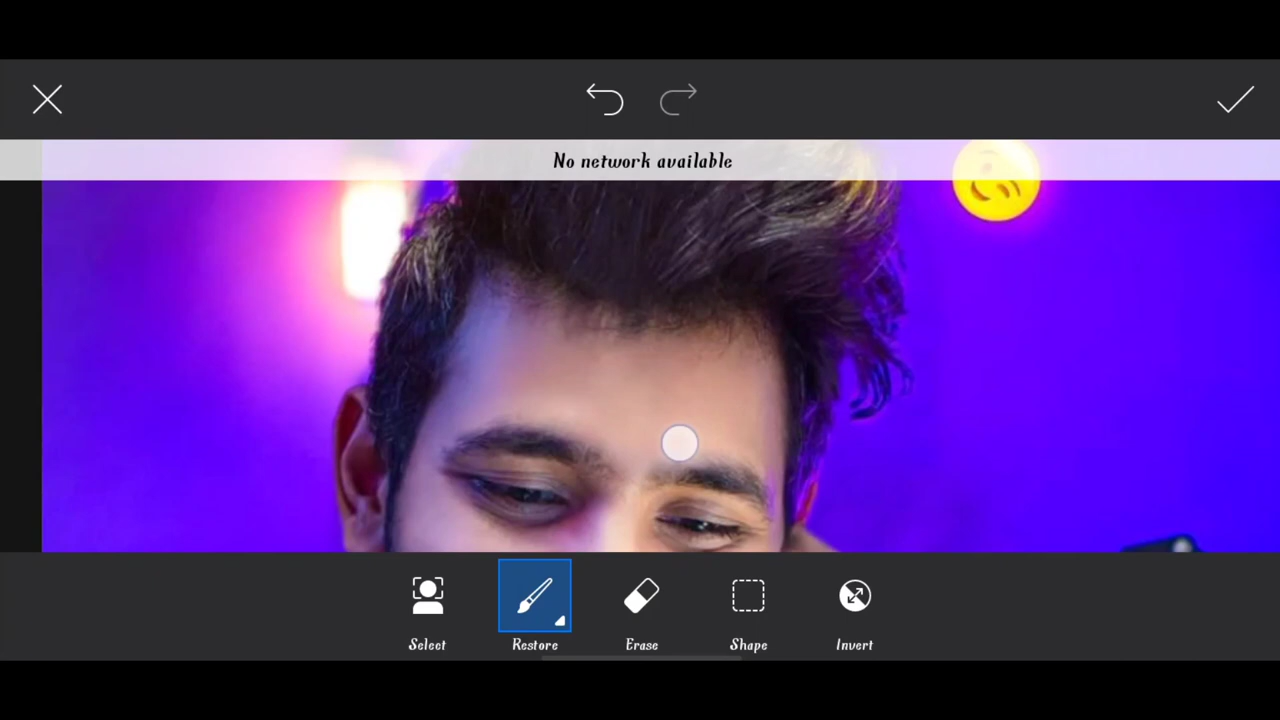 No network available
Select
Restore
Erase
Shape
Invert